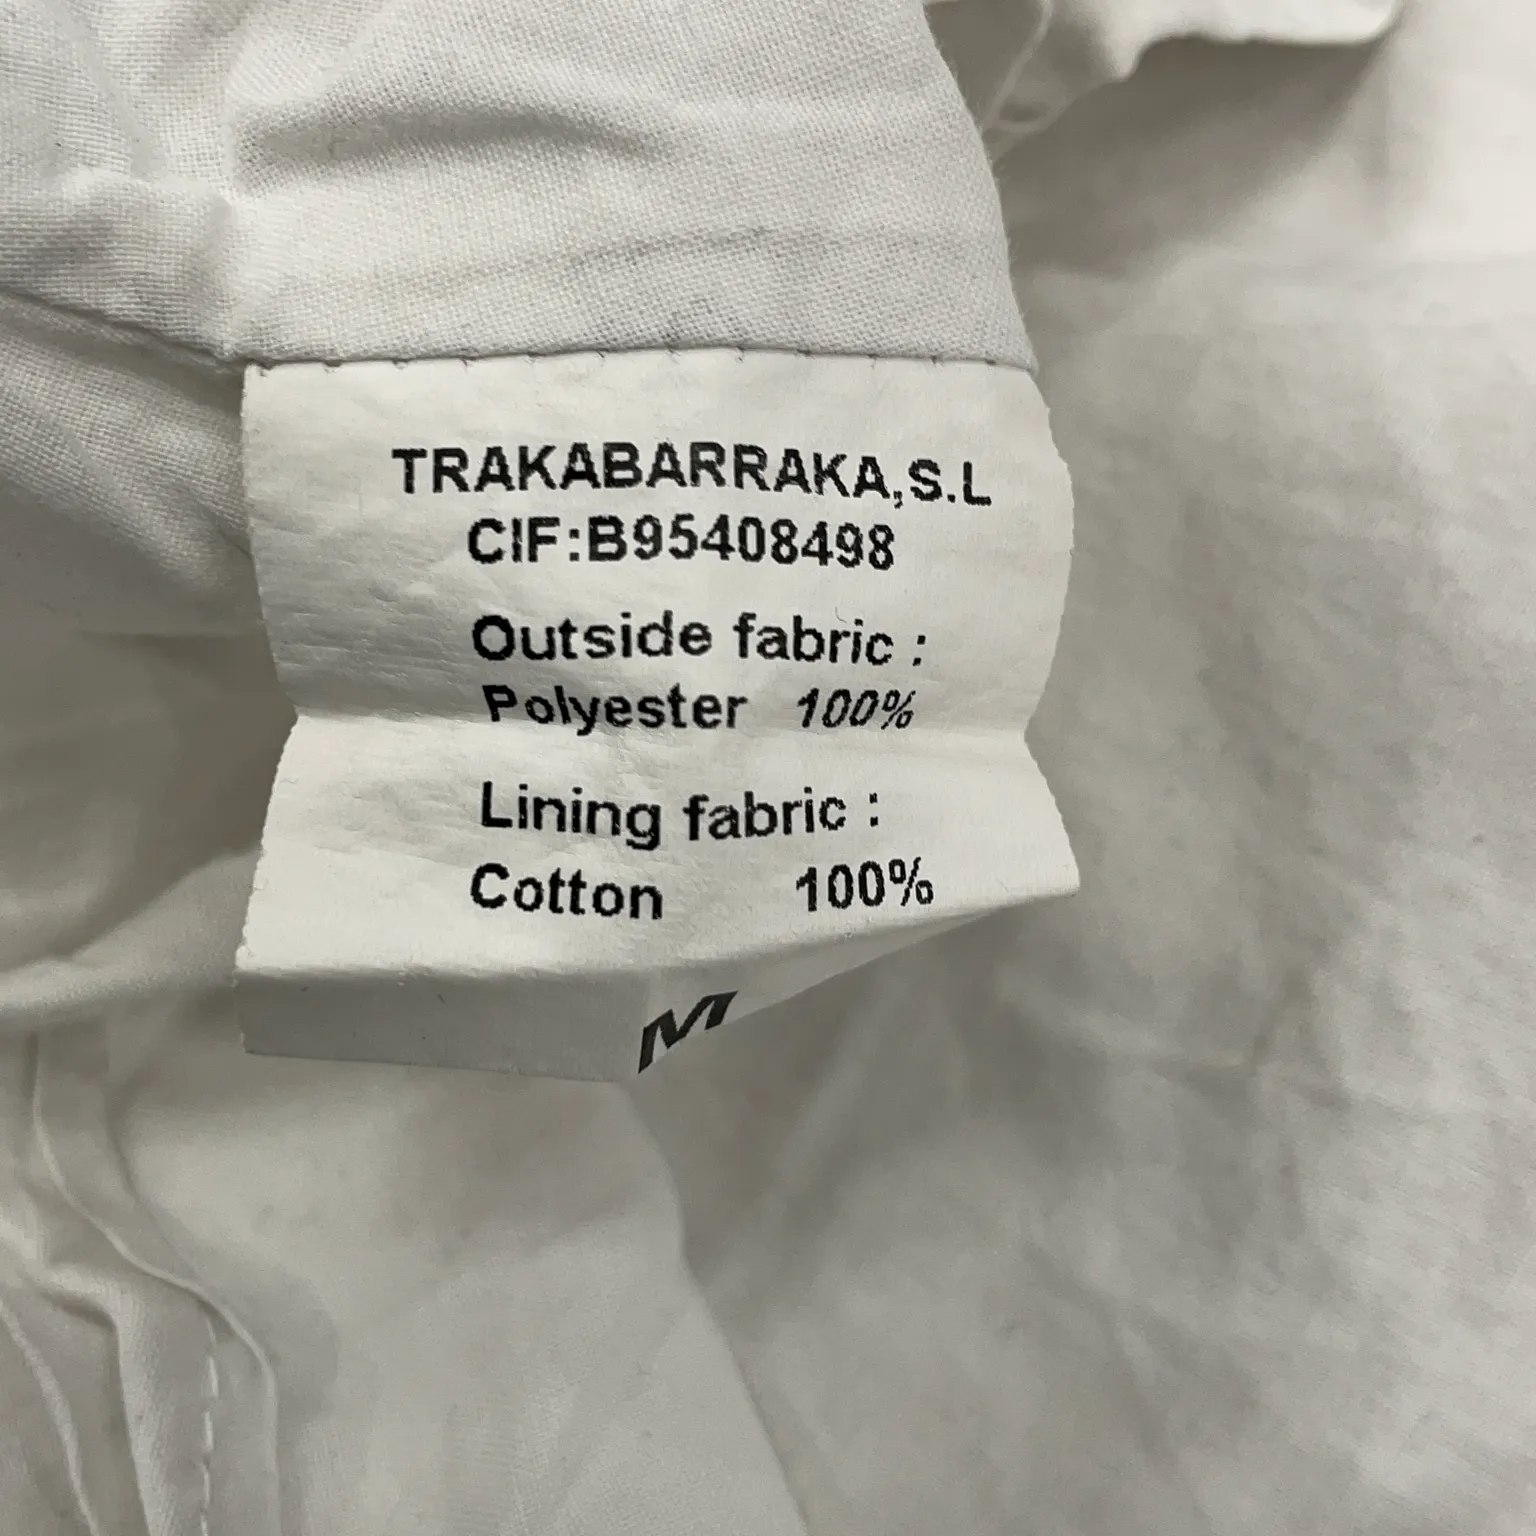 TRAKABARRAKA,S.L
CIF:B95408498
Outside fabric :
Polyester 100%
Lining fabric :
Cotton 100%
M